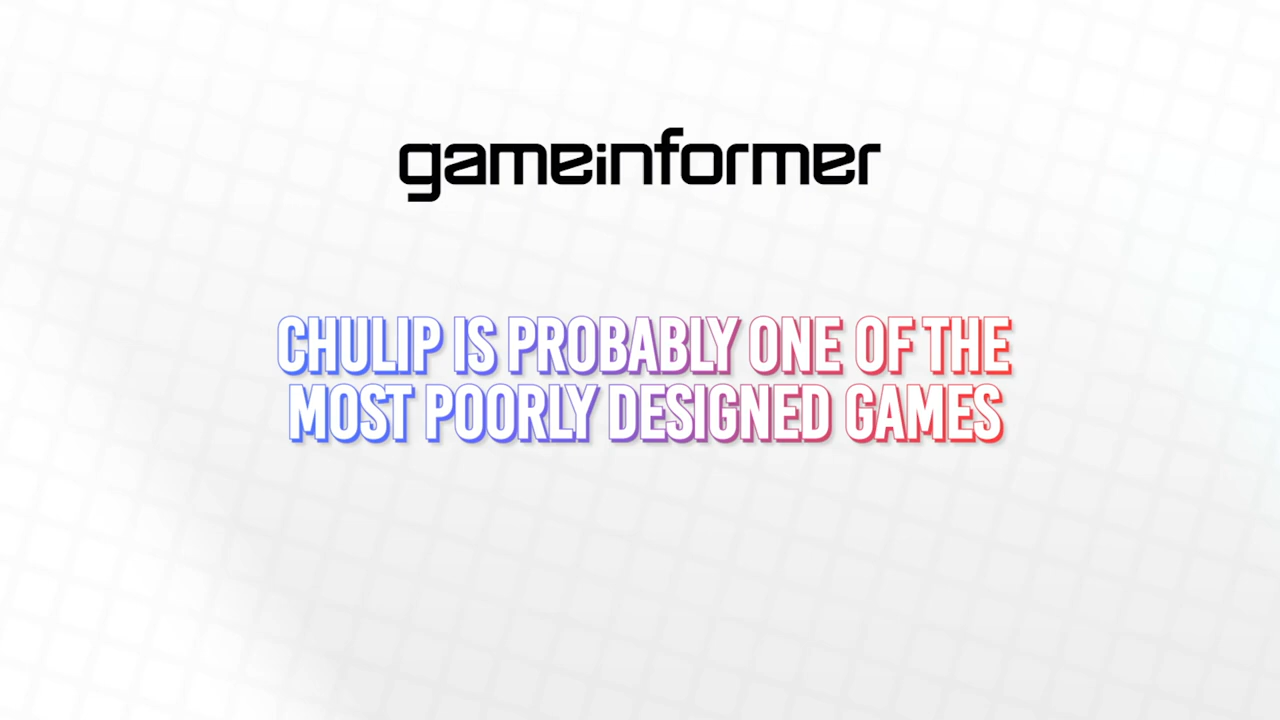 gameinformer
CHULIP IS PROBABLY ONE OF THE
MOST POORLY DESIGNED GAMES